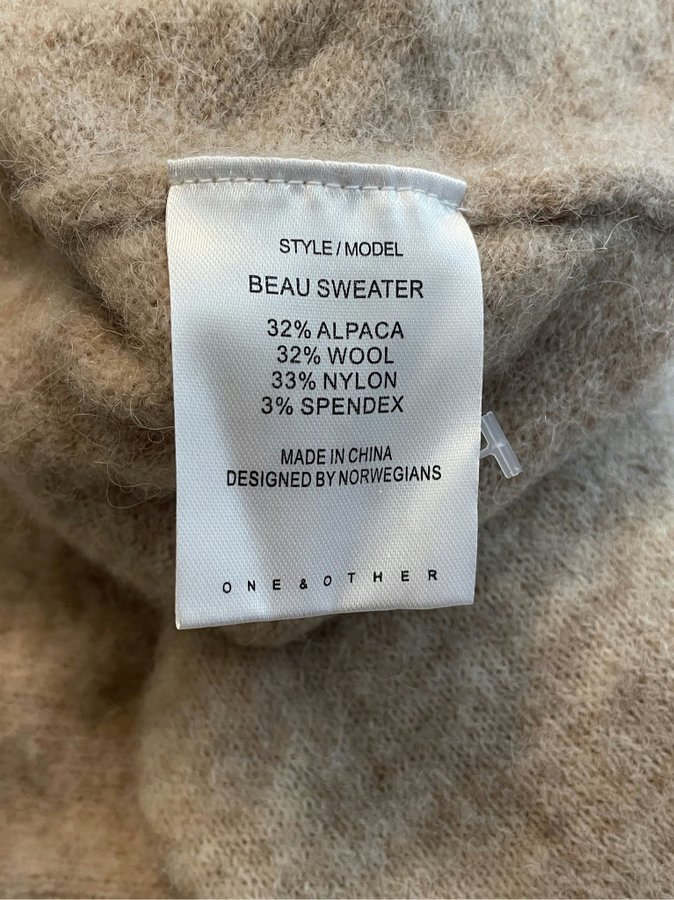 STYLE / MODEL
BEAU SWEATER
32% ALPACA
32% WOOL
33% NYLON
3% SPENDEX
MADE IN CHINA
DESIGNED BY NORWEGIANS
ONE & OTHER